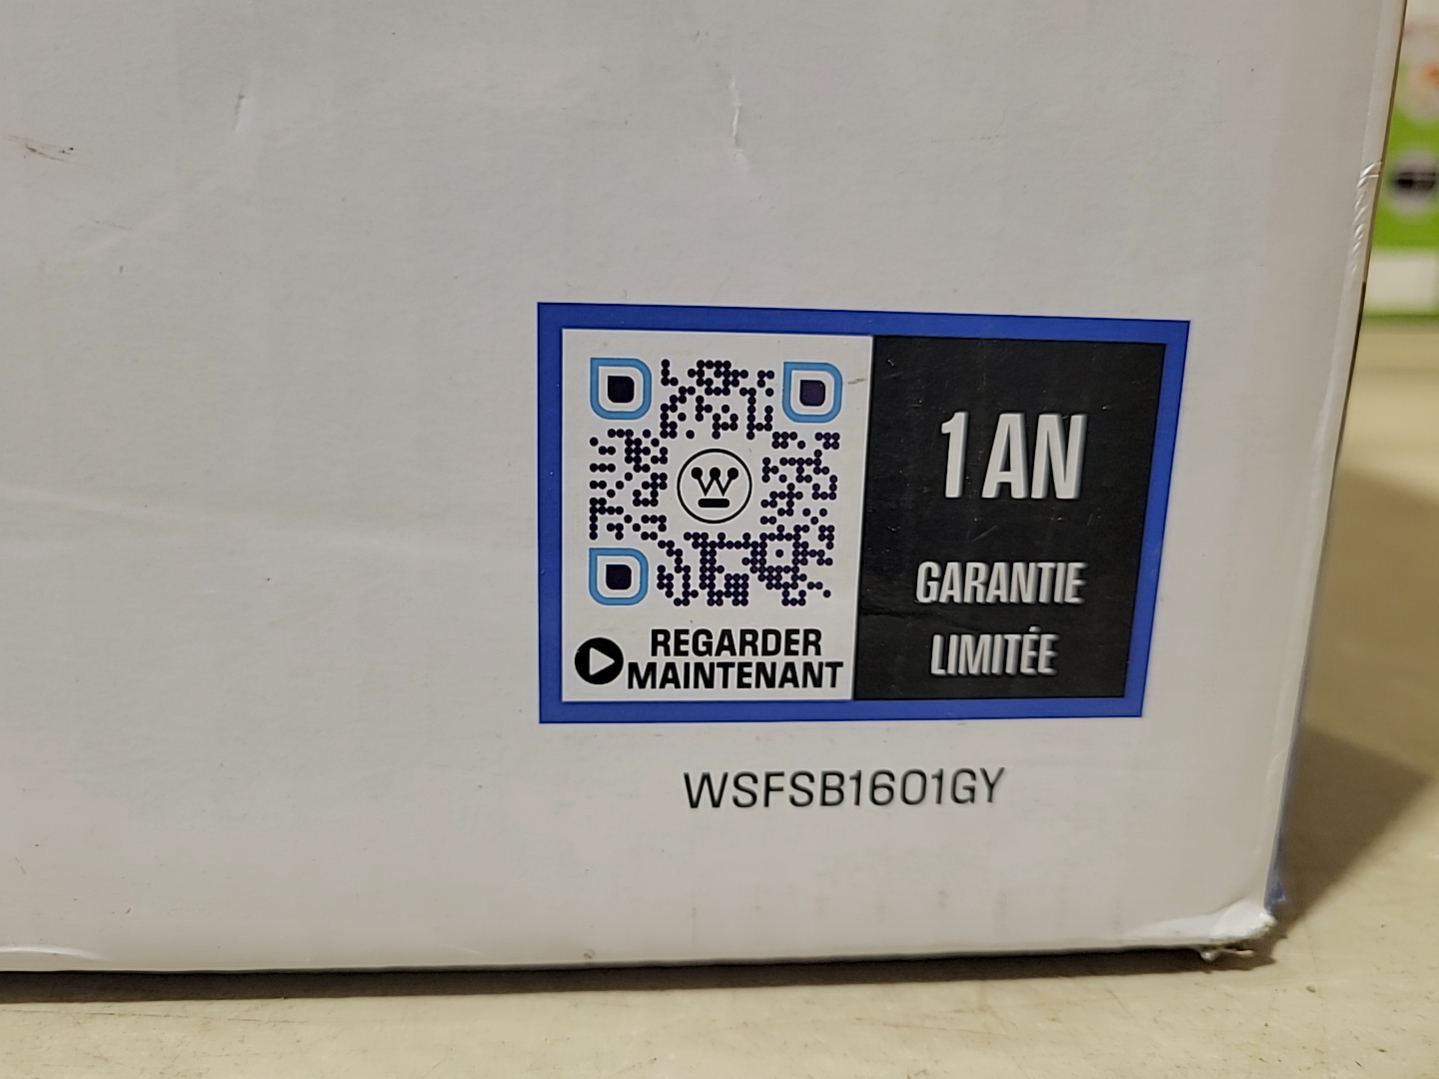 REGARDER
MAINTENANT
1 AN
GARANTIE
LIMITÉE
WSFSB1601GY